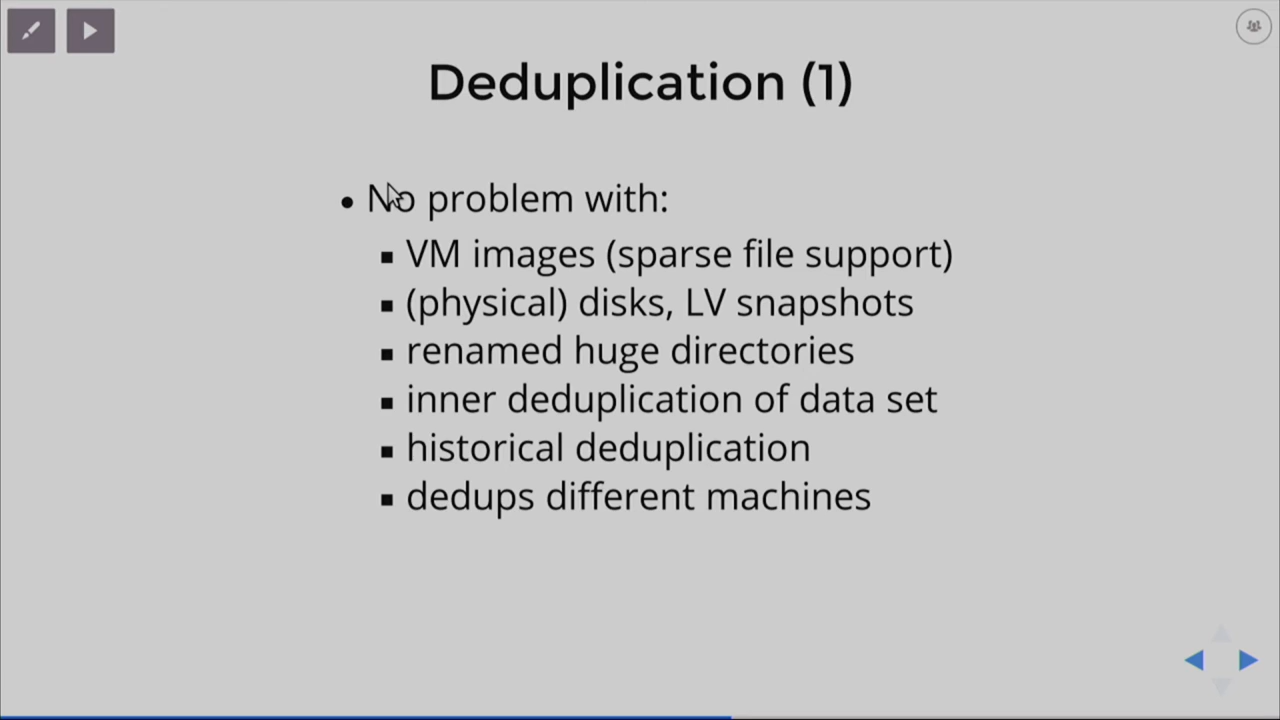 Deduplication (1)
• No problem with:
▪ VM images (sparse file support)
▪ (physical) disks, LV snapshots
▪ renamed huge directories
▪ inner deduplication of data set
▪ historical deduplication
▪ dedups different machines